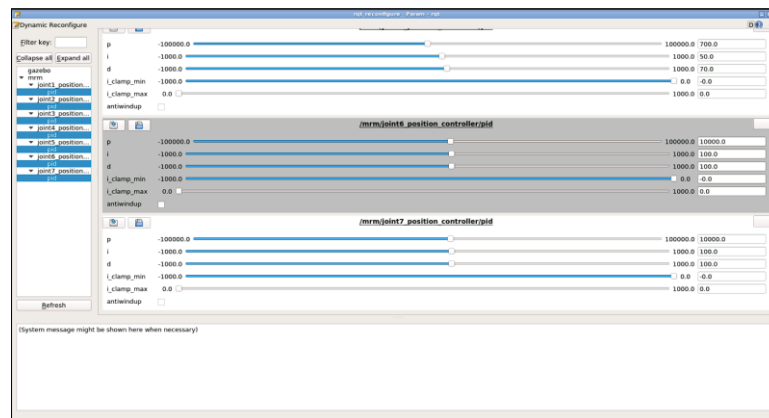 rqt_reconfigure__Param - rqt
Dynamic Reconfigure
D
Filter key:
Collapse all Expand all
gazebo
mrm
joint1_position...
pid
joint2_position...
pid
joint3_position...
pid
joint4_position...
pid
joint5_position...
pid
joint6_position...
pid
joint7_position...
pid
Refresh
p -100000.0 100000.0 700.0
i -1000.0 1000.0 50.0
d -1000.0 1000.0 70.0
i_clamp_min -1000.0 0.0 -0.0
i_clamp_max 0.0 1000.0 0.0
antiwindup
/mrm/joint6_position_controller/pid
p -100000.0 100000.0 10000.0
i -1000.0 1000.0 100.0
d -1000.0 1000.0 100.0
i_clamp_min -1000.0 0.0 -0.0
i_clamp_max 0.0 1000.0 0.0
antiwindup
/mrm/joint7_position_controller/pid
p -100000.0 100000.0 10000.0
i -1000.0 1000.0 100.0
d -1000.0 1000.0 100.0
i_clamp_min -1000.0 0.0 -0.0
i_clamp_max 0.0 1000.0 0.0
antiwindup
(System message might be shown here when necessary)